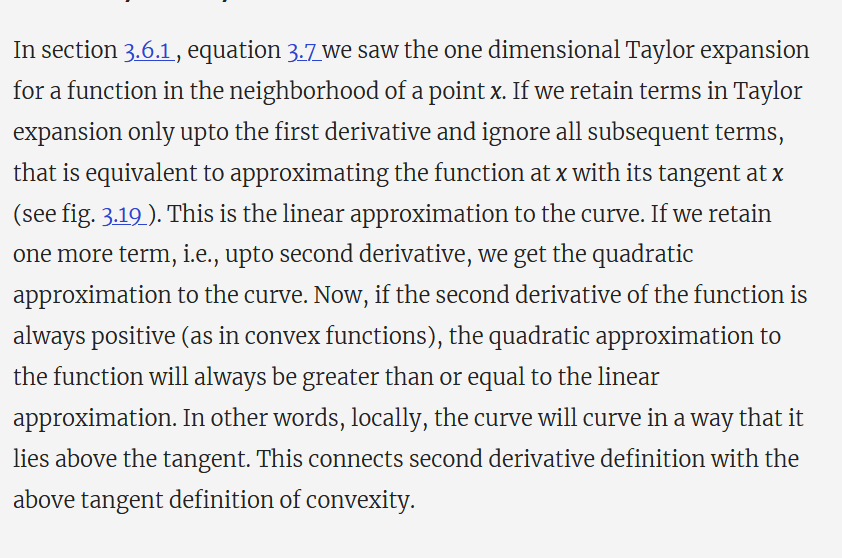 In section 3.6.1 , equation 3.7 we saw the one dimensional Taylor expansion
for a function in the neighborhood of a point x. If we retain terms in Taylor
expansion only upto the first derivative and ignore all subsequent terms,
that is equivalent to approximating the function at x with its tangent at x
(see fig. 3.19 ). This is the linear approximation to the curve. If we retain
one more term, i.e., upto second derivative, we get the quadratic
approximation to the curve. Now, if the second derivative of the function is
always positive (as in convex functions), the quadratic approximation to
the function will always be greater than or equal to the linear
approximation. In other words, locally, the curve will curve in a way that it
lies above the tangent. This connects second derivative definition with the
above tangent definition of convexity.